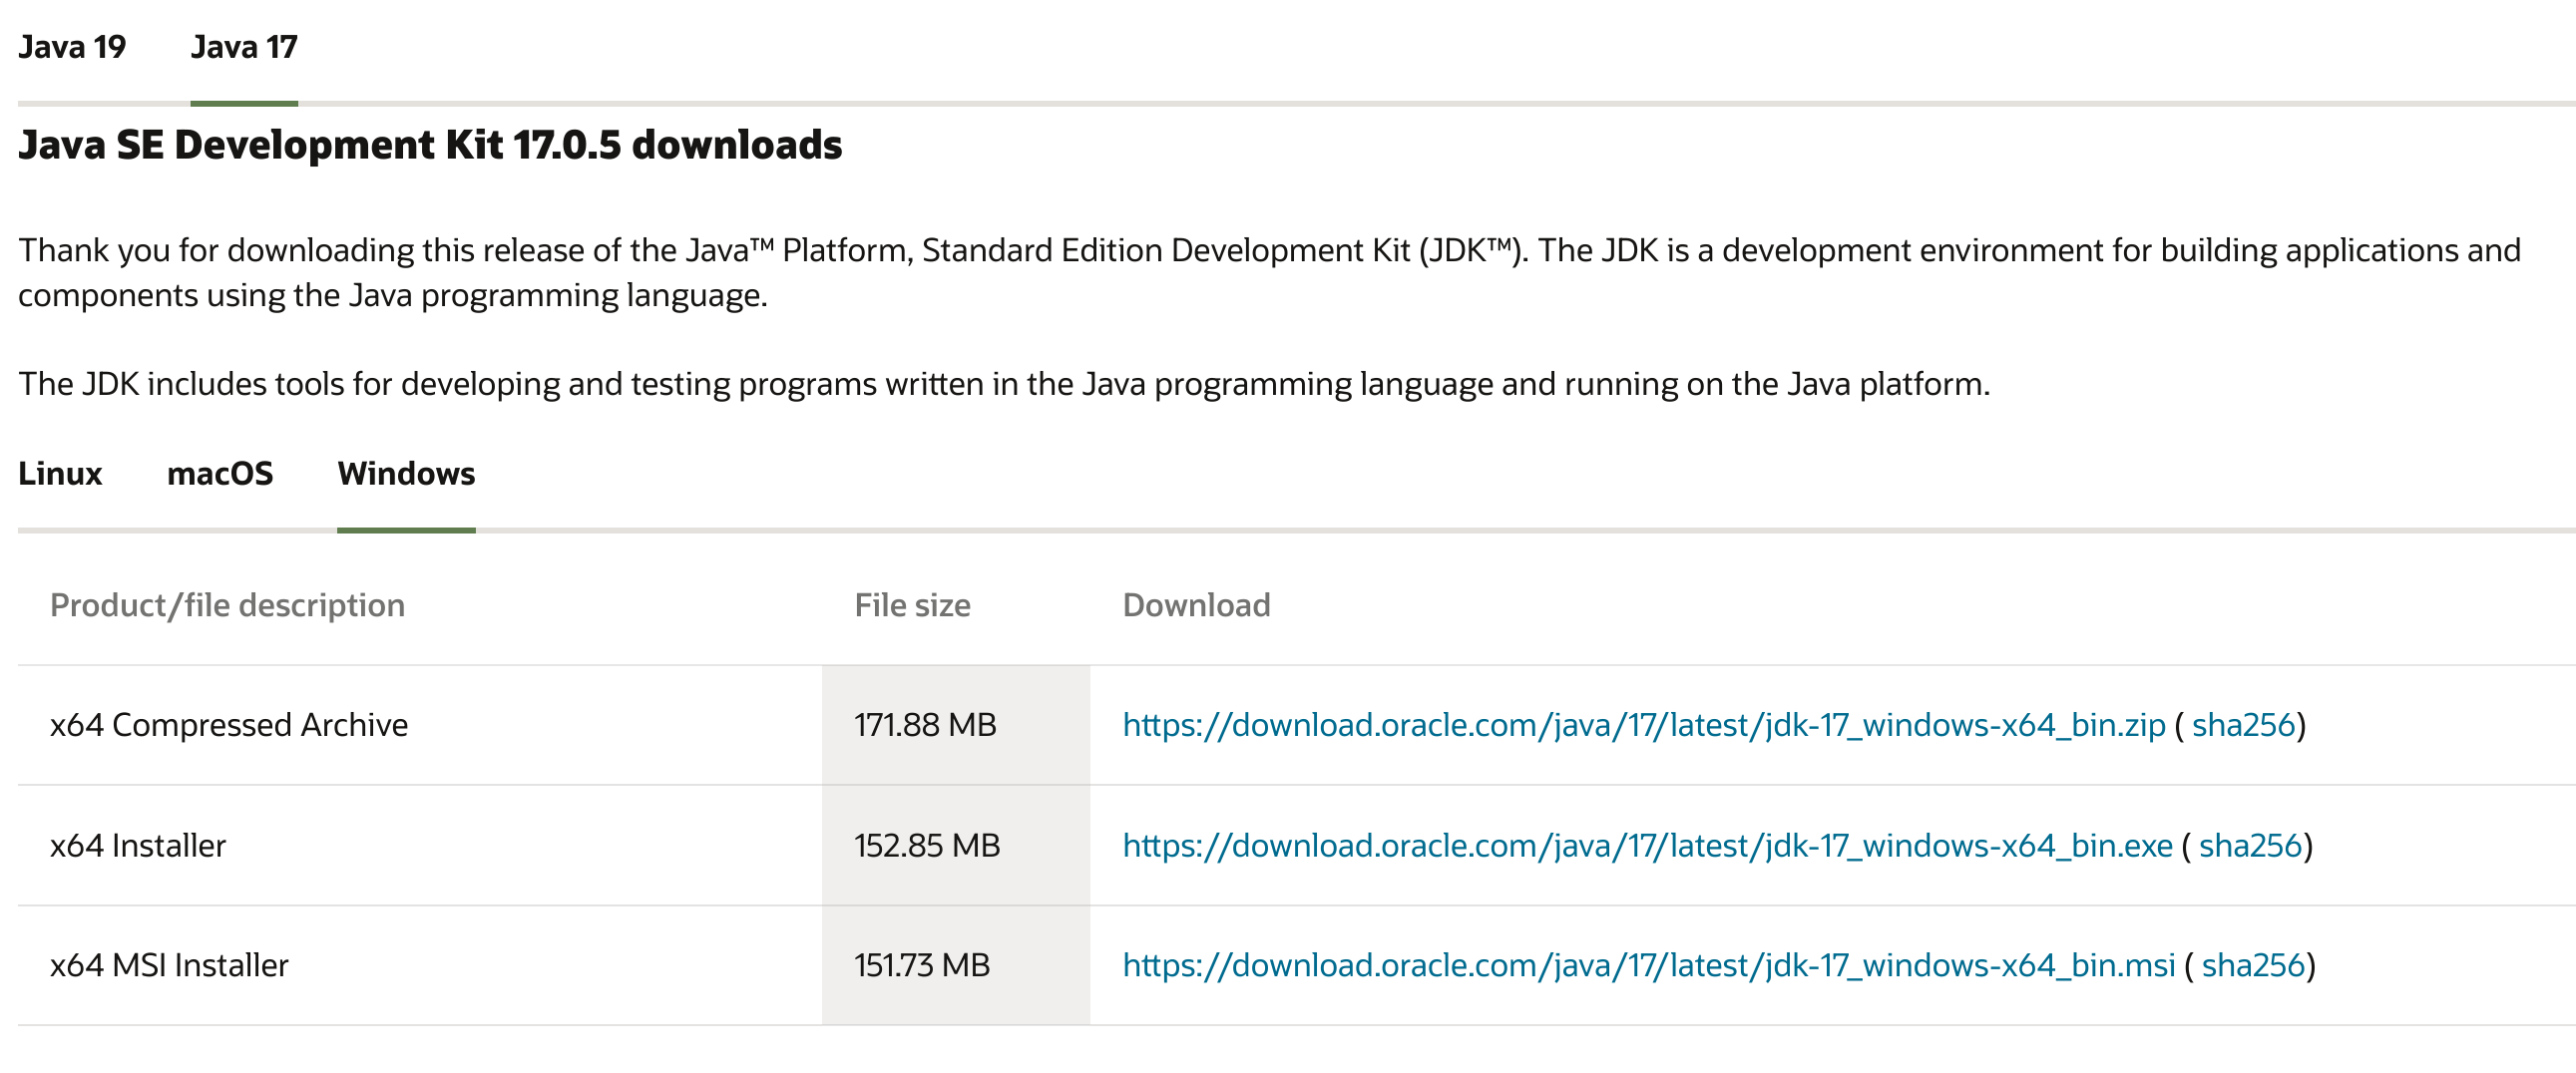 Java 19 Java 17
Java SE Development Kit 17.0.5 downloads
Thank you for downloading this release of the Java™ Platform, Standard Edition Development Kit (JDK™). The JDK is a development environment for building applications and
components using the Java programming language.
The JDK includes tools for developing and testing programs written in the Java programming language and running on the Java platform.
Linux macOS Windows
Product/file description File size Download
x64 Compressed Archive 171.88 MB https://download.oracle.com/java/17/latest/jdk-17_windows-x64_bin.zip ( sha256)
x64 Installer 152.85 MB https://download.oracle.com/java/17/latest/jdk-17_windows-x64_bin.exe ( sha256)
x64 MSI Installer 151.73 MB https://download.oracle.com/java/17/latest/jdk-17_windows-x64_bin.msi ( sha256)